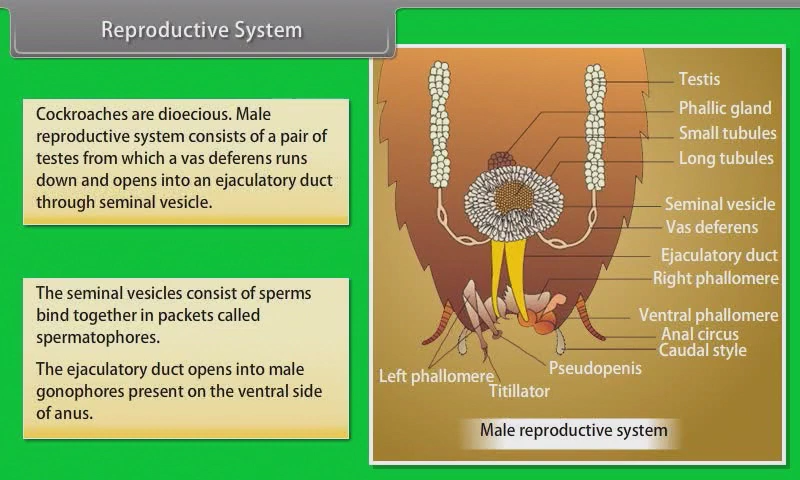 Reproductive System
Cockroaches are dioecious. Male
reproductive system consists of a pair of
testes from which a vas deferens runs
down and opens into an ejaculatory duct
through seminal vesicle.
The seminal vesicles consist of sperms
bind together in packets called
spermatophores.
The ejaculatory duct opens into male
gonophores present on the ventral side
of anus.
Testis
Phallic gland
Small tubules
Long tubules
Seminal vesicle
Vas deferens
Ejaculatory duct
Right phallomere
Ventral phallomere
Anal circus
Caudal style
Pseudopenis
Left phallomere
Titillator
Male reproductive system